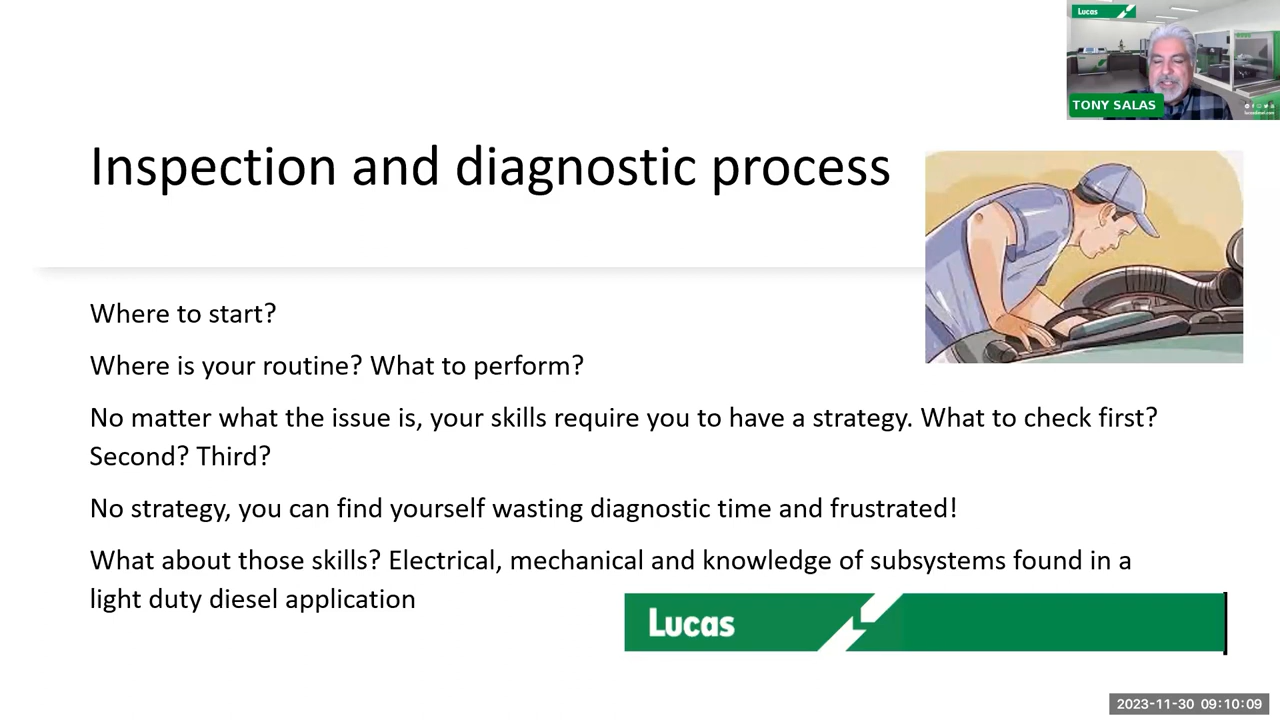 Lucas
TONY SALAS
Inspection and diagnostic process
Where to start?
Where is your routine? What to perform?
No matter what the issue is, your skills require you to have a strategy. What to check first?
Second? Third?
No strategy, you can find yourself wasting diagnostic time and frustrated!
What about those skills? Electrical, mechanical and knowledge of subsystems found in a
light duty diesel application
Lucas
2023-11-30 09:10:09